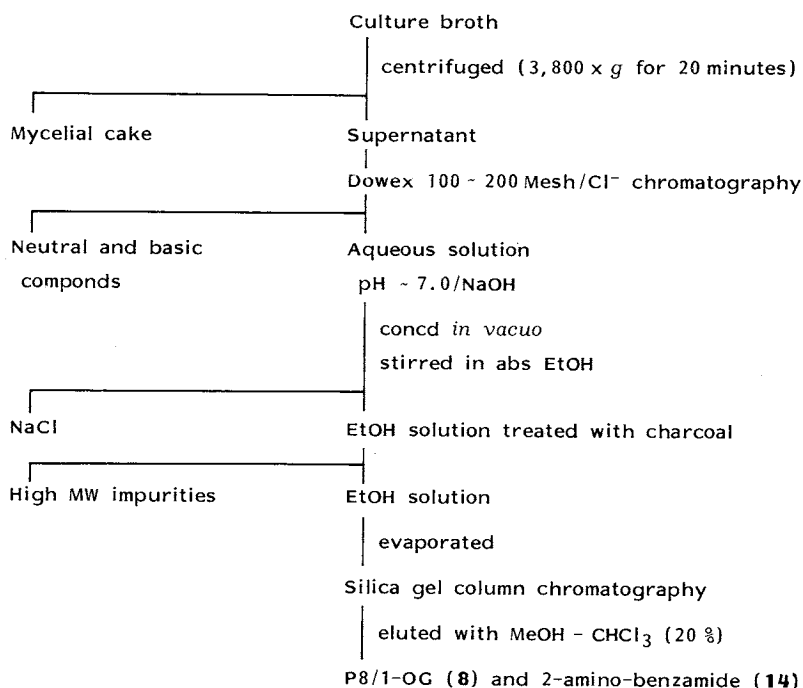 Culture broth
centrifuged (3,800 x g for 20 minutes)
Mycelial cake
Supernatant
Dowex 100 ~ 200 Mesh/Cl⁻ chromatography
Neutral and basic
componds
Aqueous solution
pH ~ 7.0/NaOH
concd in vacuo
stirred in abs EtOH
NaCl
EtOH solution treated with charcoal
High MW impurities
EtOH solution
evaporated
Silica gel column chromatography
eluted with MeOH - CHCl₃ (20 %)
P8/1-OG (8) and 2-amino-benzamide (14)